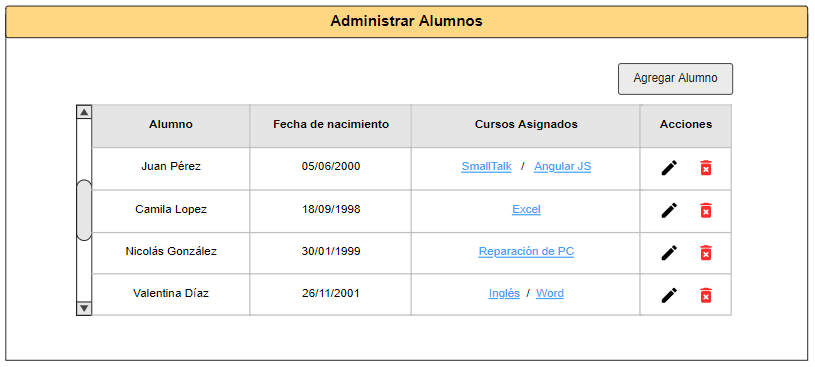 Administrar Alumnos
Agregar Alumno
Alumno Fecha de nacimiento Cursos Asignados Acciones
Juan Pérez 05/06/2000 SmallTalk / Angular JS
Camila Lopez 18/09/1998 Excel
Nicolás González 30/01/1999 Reparación de PC
Valentina Díaz 26/11/2001 Inglés / Word